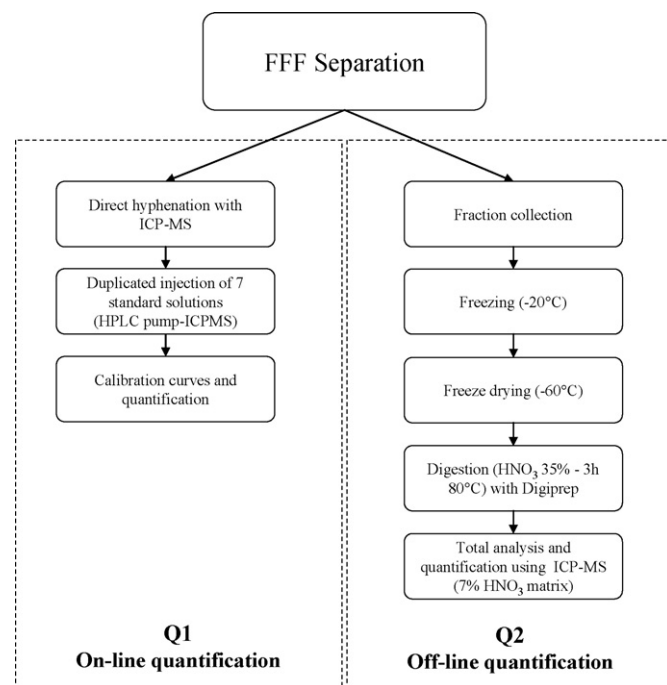 FFF Separation
Direct hyphenation with
ICP-MS
Duplicated injection of 7
standard solutions
(HPLC pump-ICPMS)
Calibration curves and
quantification
Q1
On-line quantification
Fraction collection
Freezing (-20°C)
Freeze drying (-60°C)
Digestion (HNO₃ 35% - 3h
80°C) with Digiprep
Total analysis and
quantification using ICP-MS
(7% HNO₃ matrix)
Q2
Off-line quantification